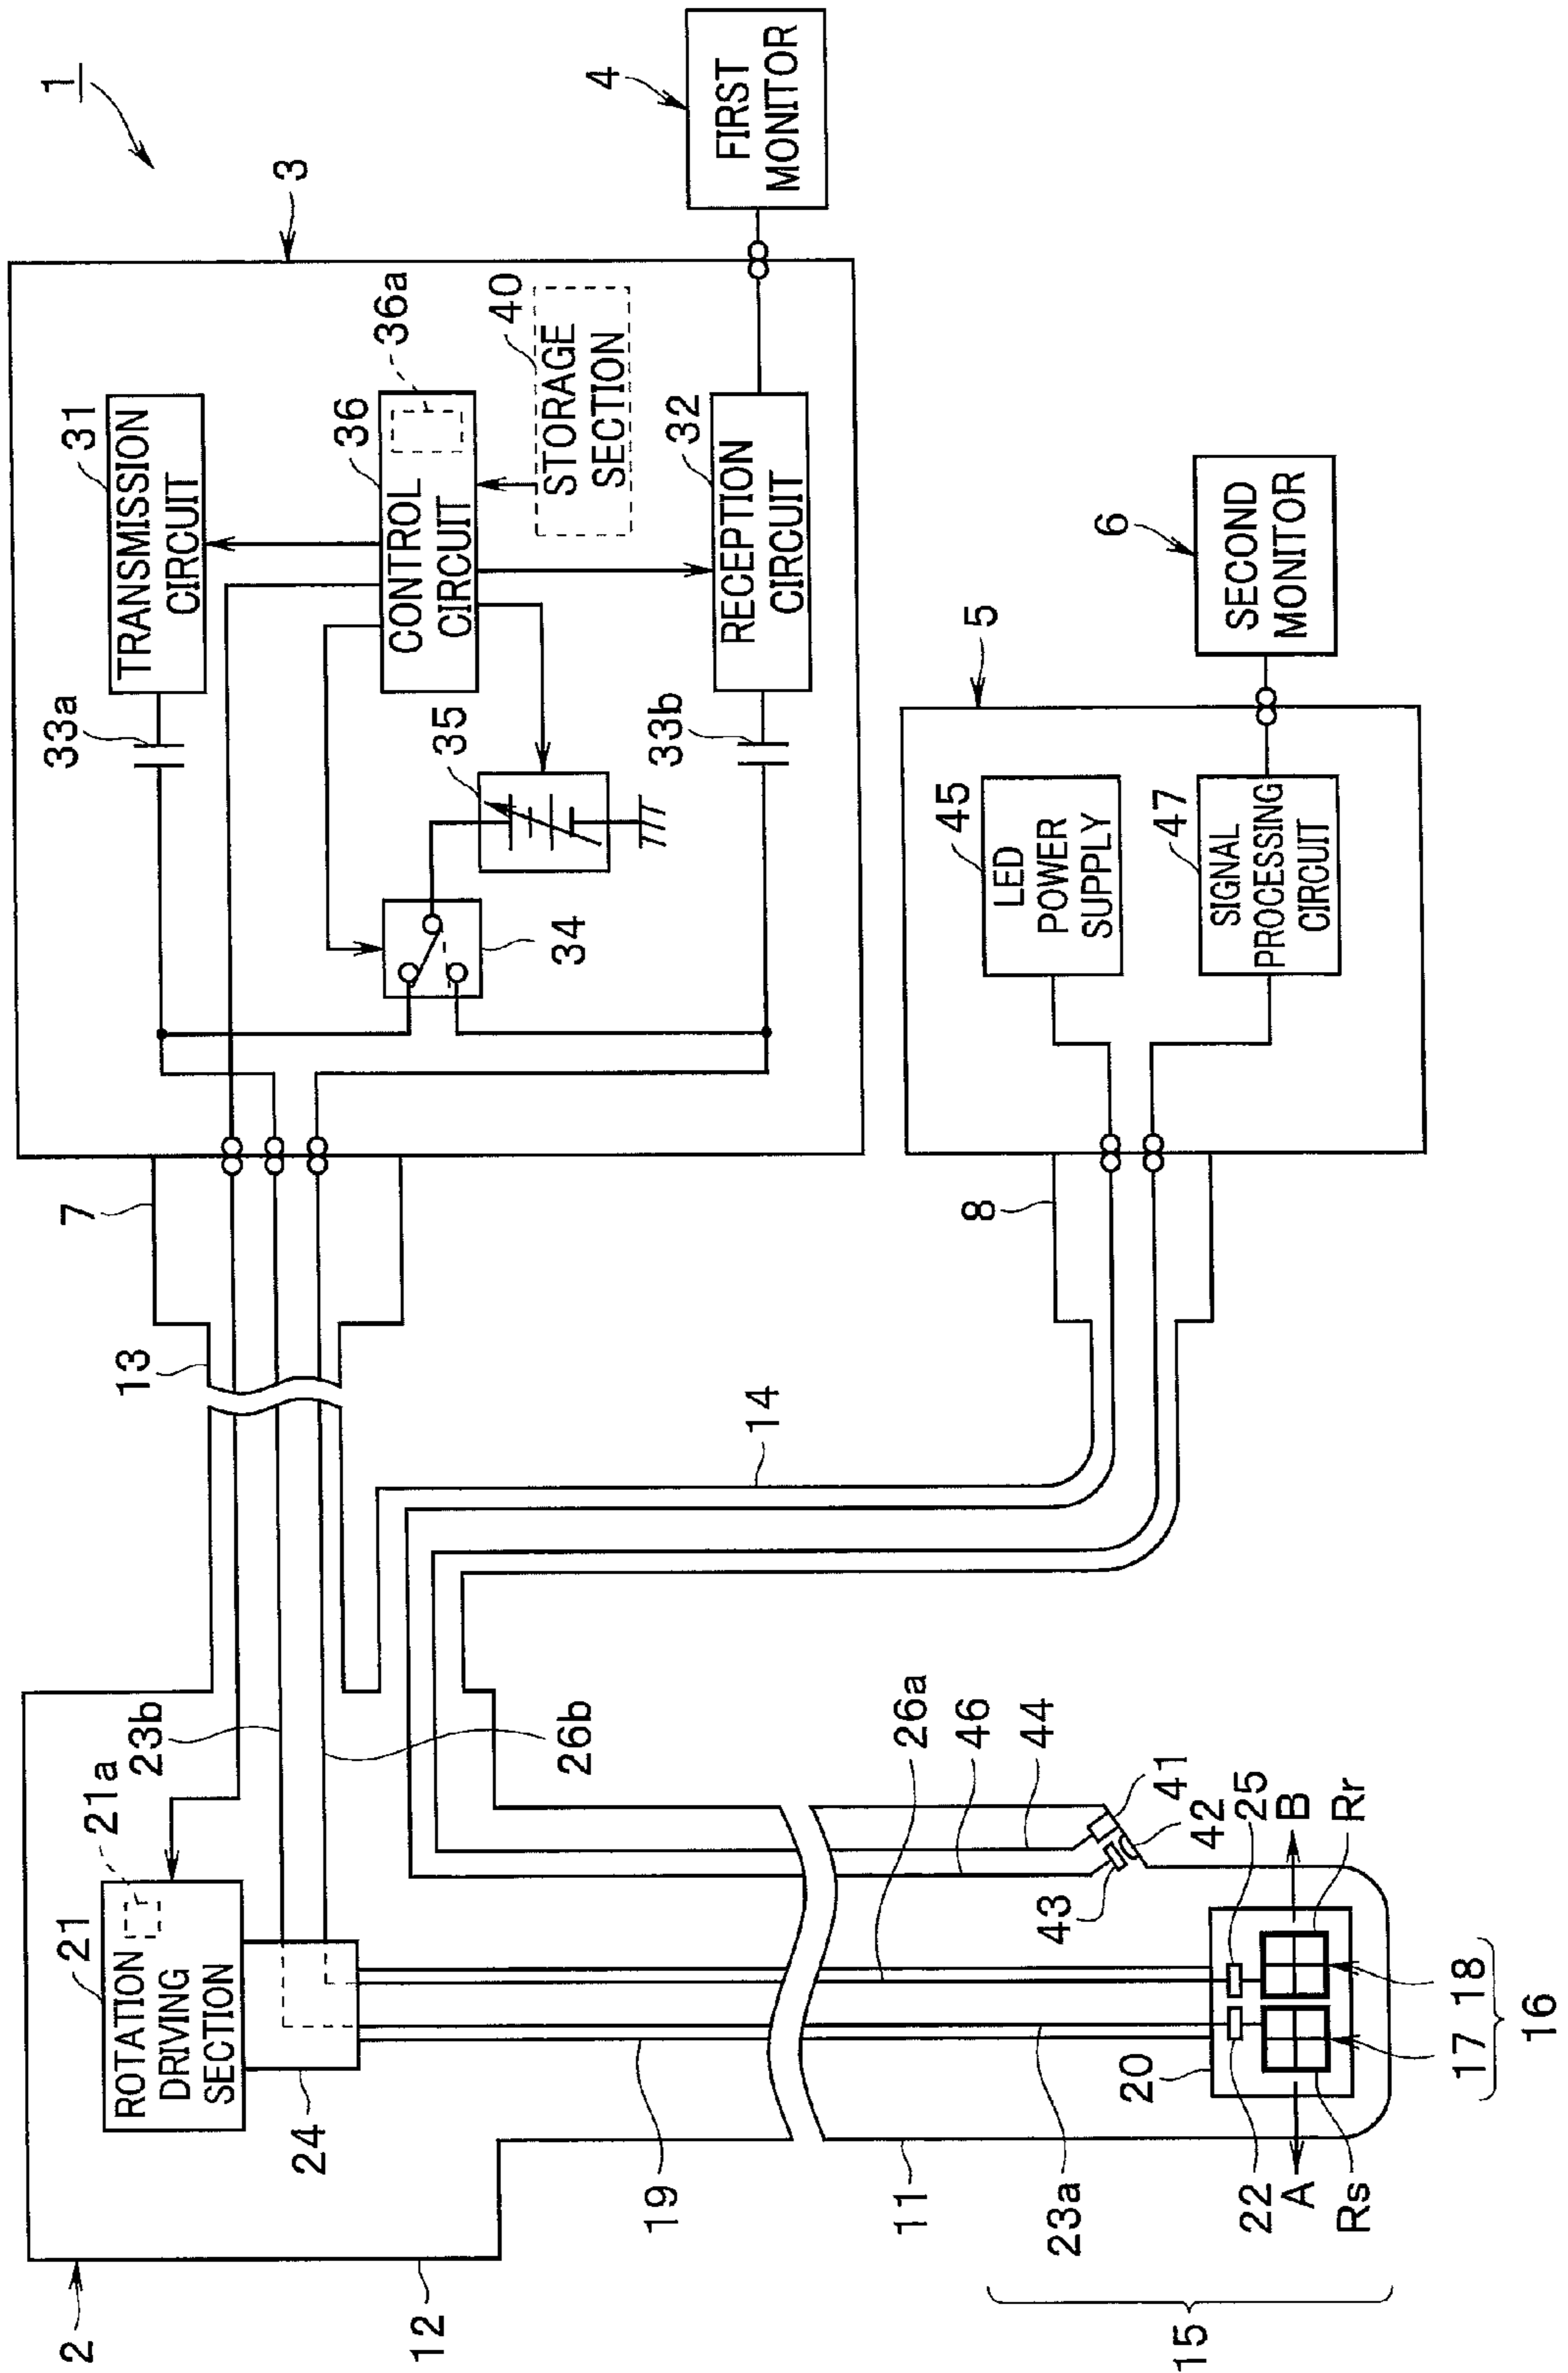 1
2
12
21
21a
ROTATION
DRIVING
SECTION
24
23b
26b
13
7
3
33a
31
TRANSMISSION
CIRCUIT
36
36a
CONTROL
CIRCUIT
40
STORAGE
SECTION
35
34
32
RECEPTION
CIRCUIT
33b
4
FIRST
MONITOR
14
8
5
45
LED
POWER
SUPPLY
47
SIGNAL
PROCESSING
CIRCUIT
6
SECOND
MONITOR
19
11
23a
26a
46
44
41
42
43
25
B
Rr
20
22
A
Rs
17
18
16
15